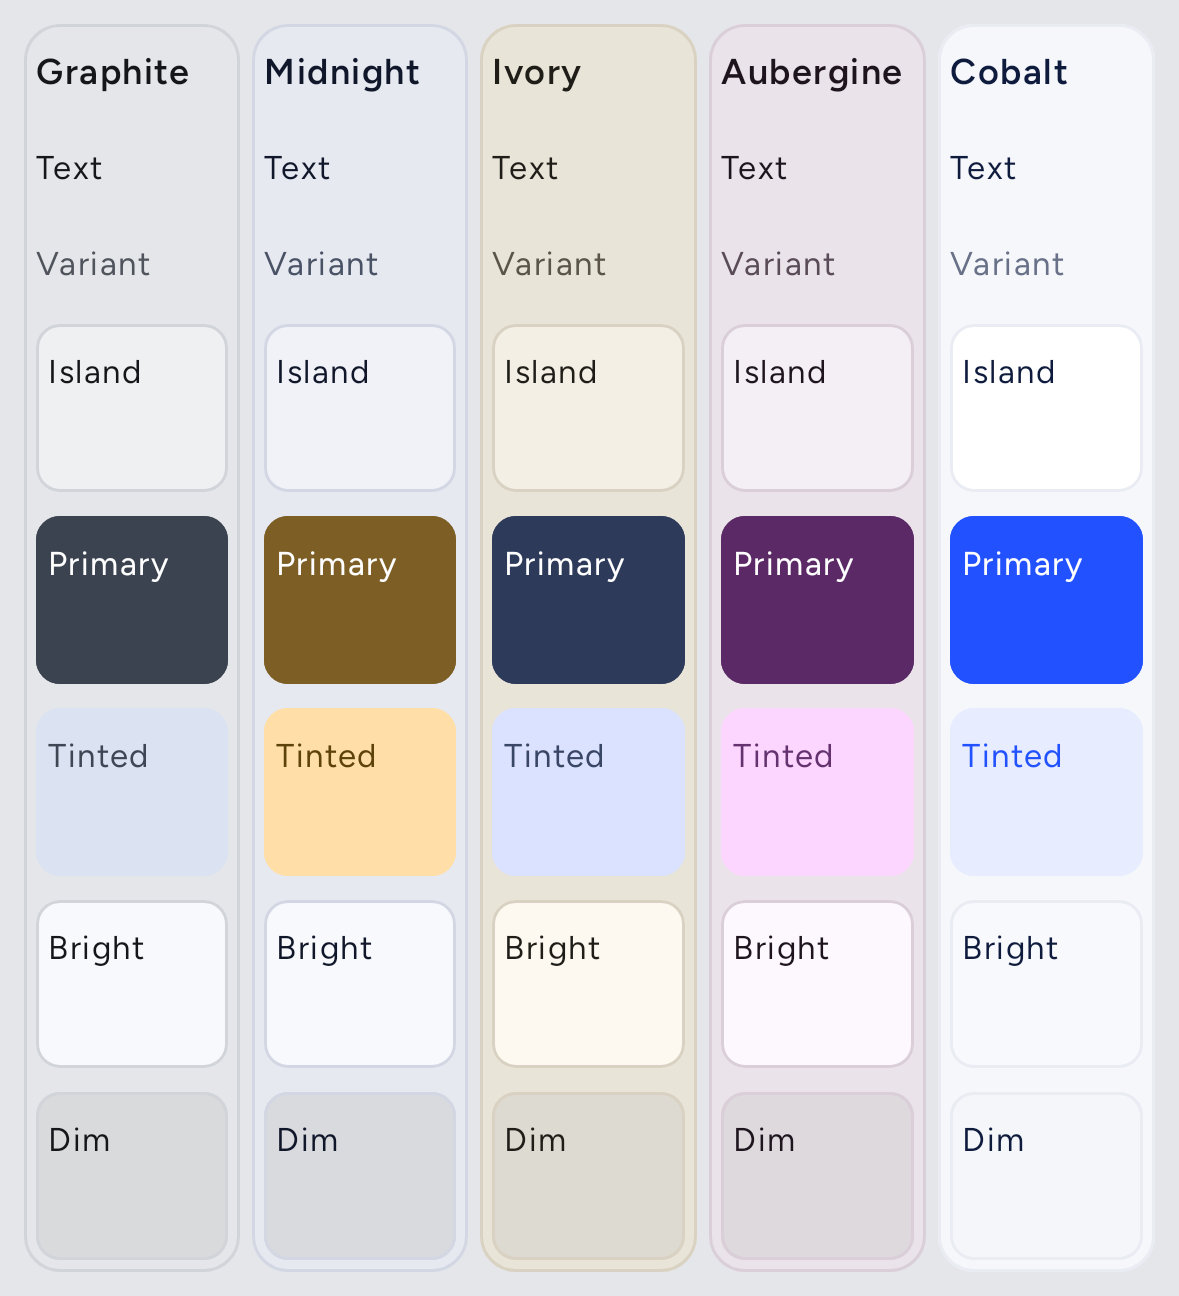 Graphite
Text
Variant
Island
Primary
Tinted
Bright
Dim
Midnight
Text
Variant
Island
Primary
Tinted
Bright
Dim
Ivory
Text
Variant
Island
Primary
Tinted
Bright
Dim
Aubergine
Text
Variant
Island
Primary
Tinted
Bright
Dim
Cobalt
Text
Variant
Island
Primary
Tinted
Bright
Dim